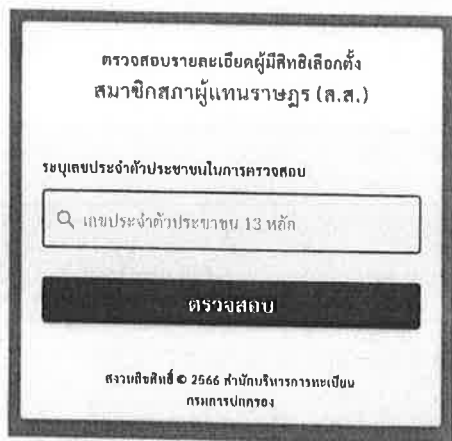 ตรวจสอบรายละเอียดผู้มีสิทธิเลือกตั้ง
สมาชิกสภาผู้แทนราษฎร (ส.ส.)
ระบุเลขประจำตัวประชาชนในการตรวจสอบ
เลขประจำตัวประชาชน 13 หลัก
ตรวจสอบ
สงวนลิขสิทธิ์ © 2566 สำนักบริหารการทะเบียน
กรมการปกครอง